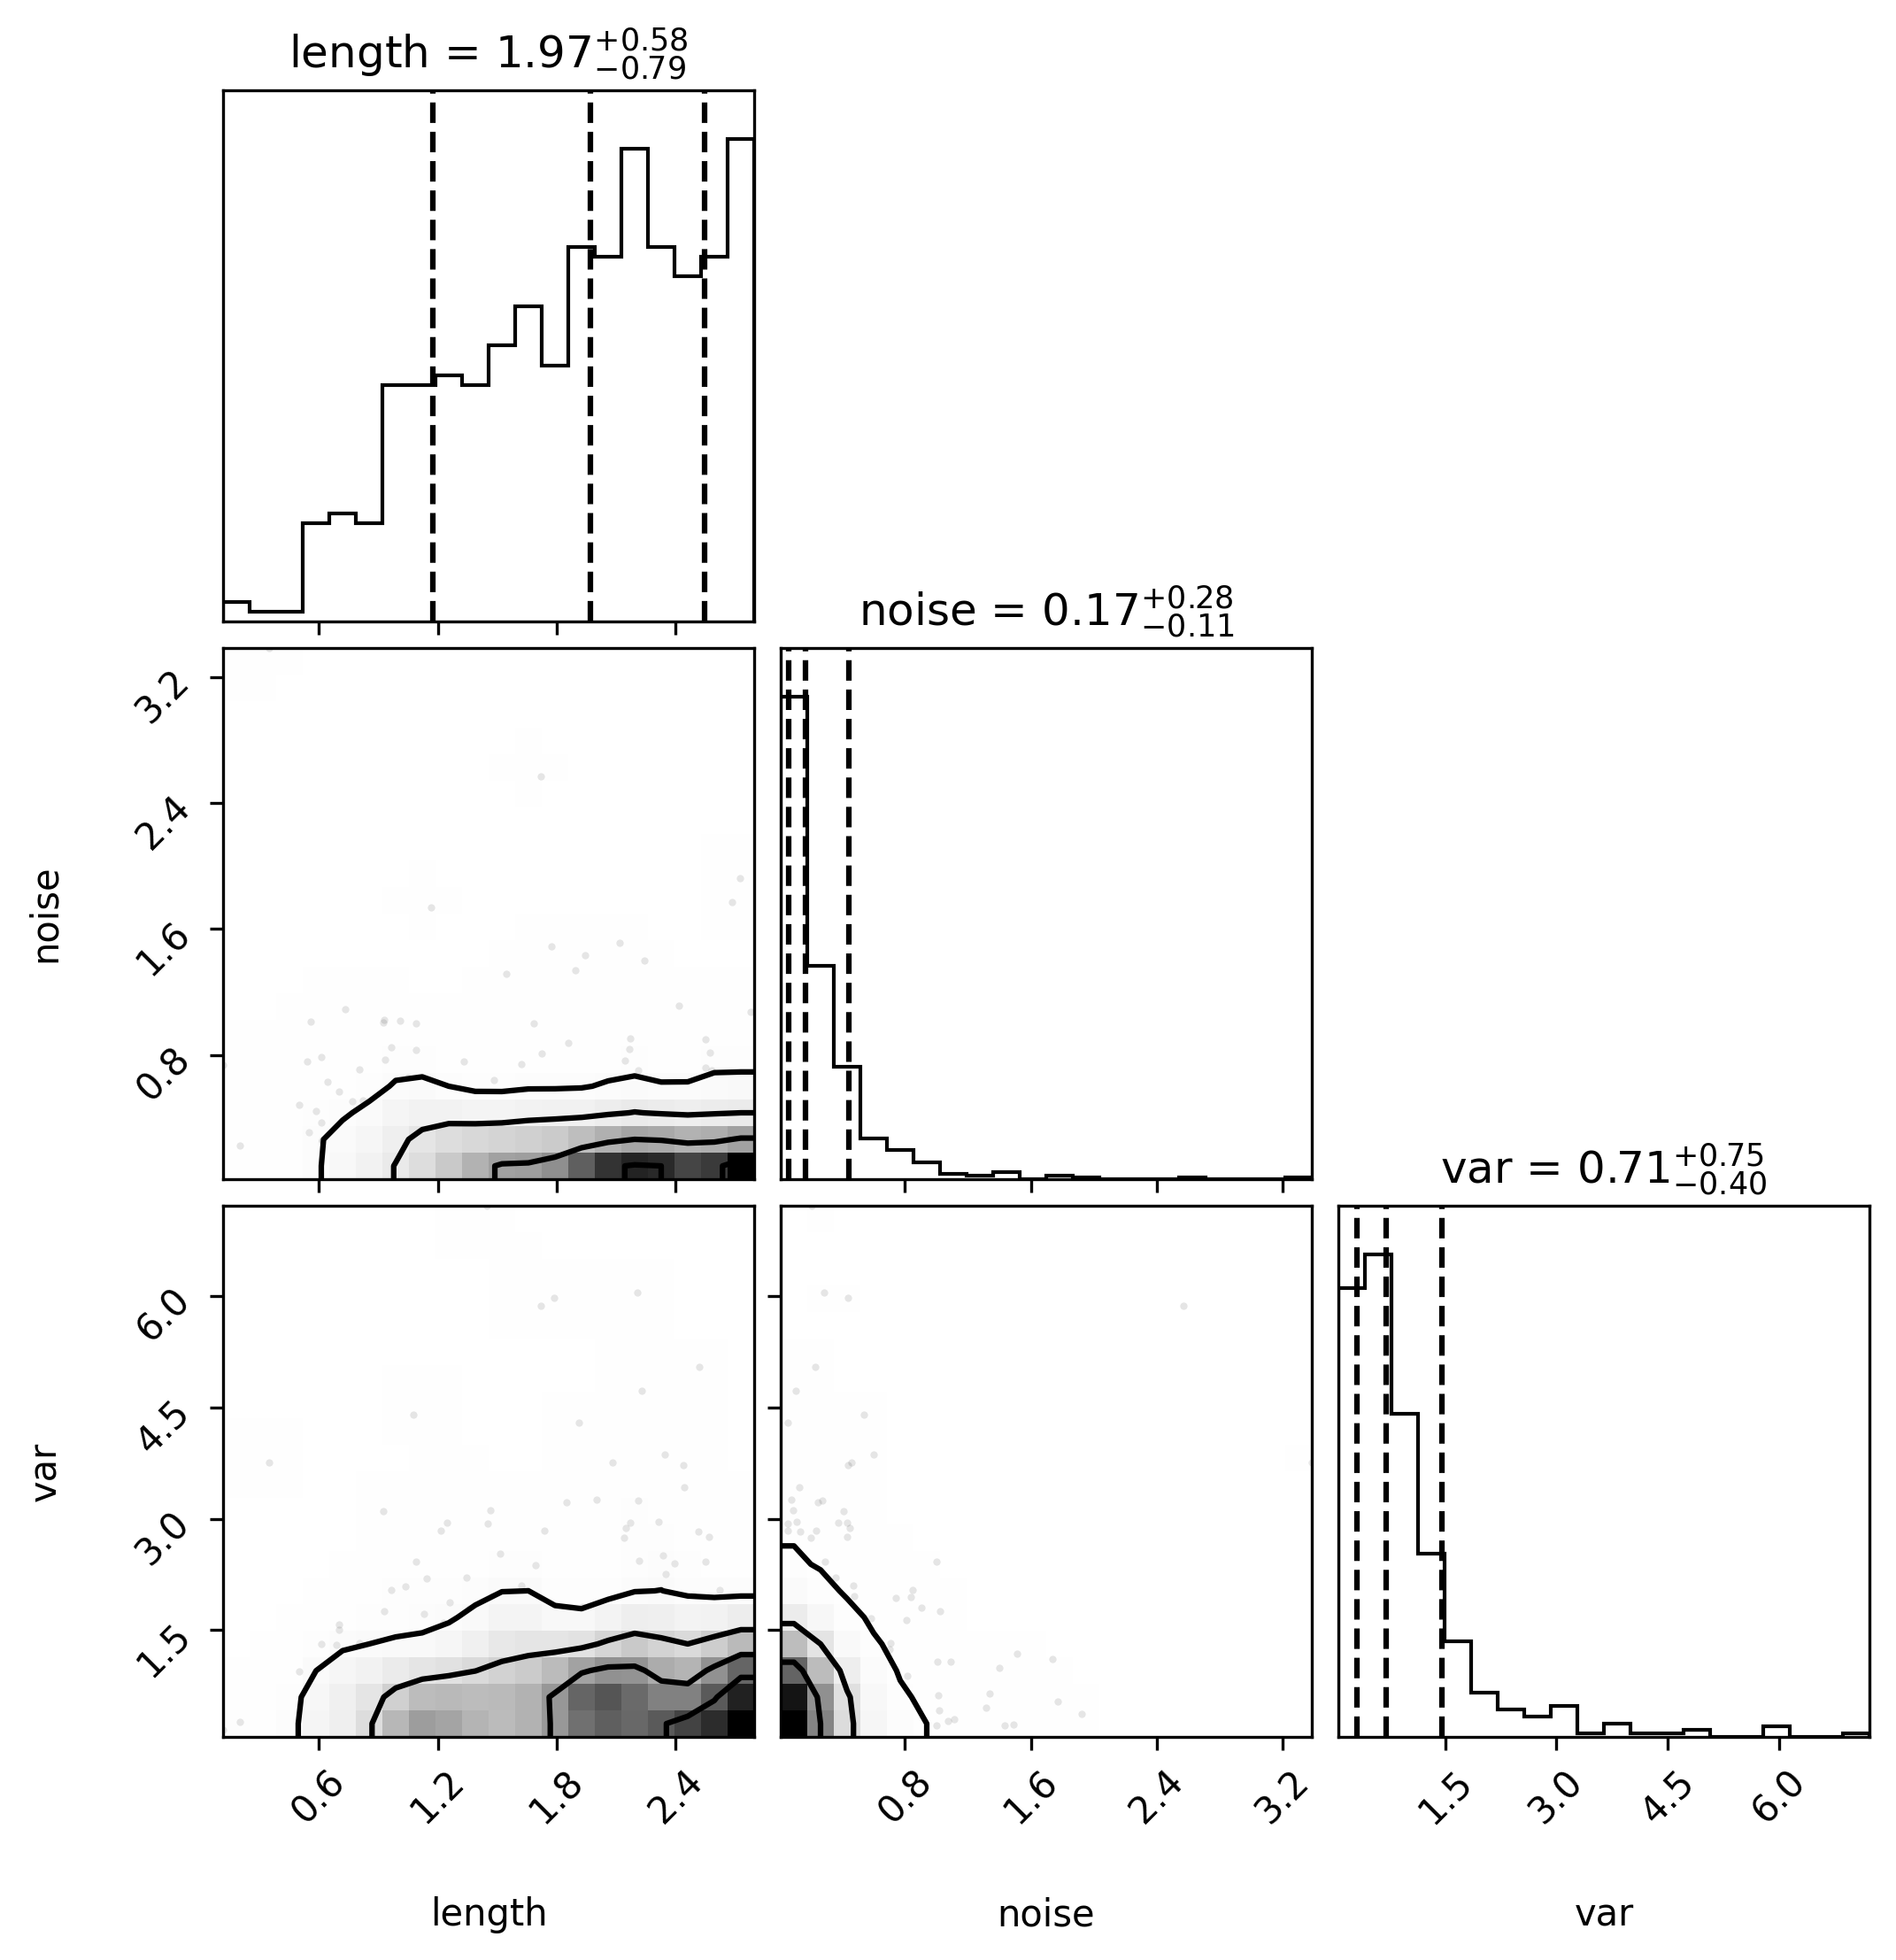 length = 1.97 +0.58 −0.79
noise = 0.17 +0.28 −0.11
3.2
2.4
1.6
0.8
noise
var = 0.71 +0.75 −0.40
6.0
4.5
3.0
1.5
var
0.6 1.2 1.8 2.4 0.8 1.6 2.4 3.2 1.5 3.0 4.5 6.0
length noise var